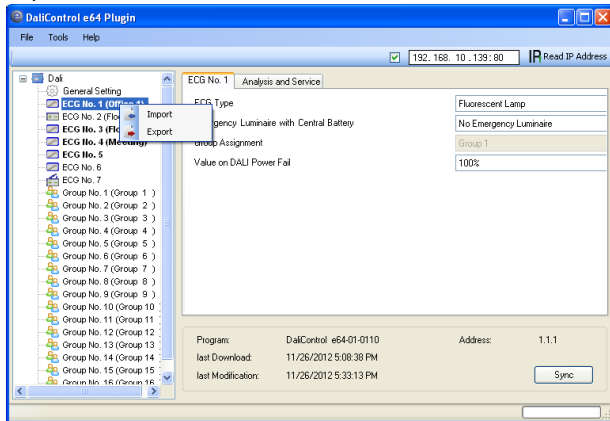 DaliControl e64 Plugin
File Tools Help
192.168. 10 .139: 80 Read IP Address
Dali
General Setting
ECG No. 1 (Office 1)
ECG No. 2 (Flo
ECG No. 3 (Flo
ECG No. 4 (Meeting)
ECG No. 5
ECG No. 6
ECG No. 7
Group No. 1 (Group 1 )
Group No. 2 (Group 2 )
Group No. 3 (Group 3 )
Group No. 4 (Group 4 )
Group No. 5 (Group 5 )
Group No. 6 (Group 6 )
Group No. 7 (Group 7 )
Group No. 8 (Group 8 )
Group No. 9 (Group 9 )
Group No. 10 (Group 10
Group No. 11 (Group 11
Group No. 12 (Group 12
Group No. 13 (Group 13
Group No. 14 (Group 14
Group No. 15 (Group 15
Group No. 16 (Group 16
Import
Export
ECG No. 1 Analysis and Service
ECG Type Fluorescent Lamp
ergency Luminaire with Central Battery No Emergency Luminaire
Group Assignment Group 1
Value on DALI Power Fail 100%
Program: DaliControl e64-01-0110 Address: 1.1.1
last Download: 11/26/2012 5:08:38 PM
last Modification: 11/26/2012 5:33:13 PM Sync